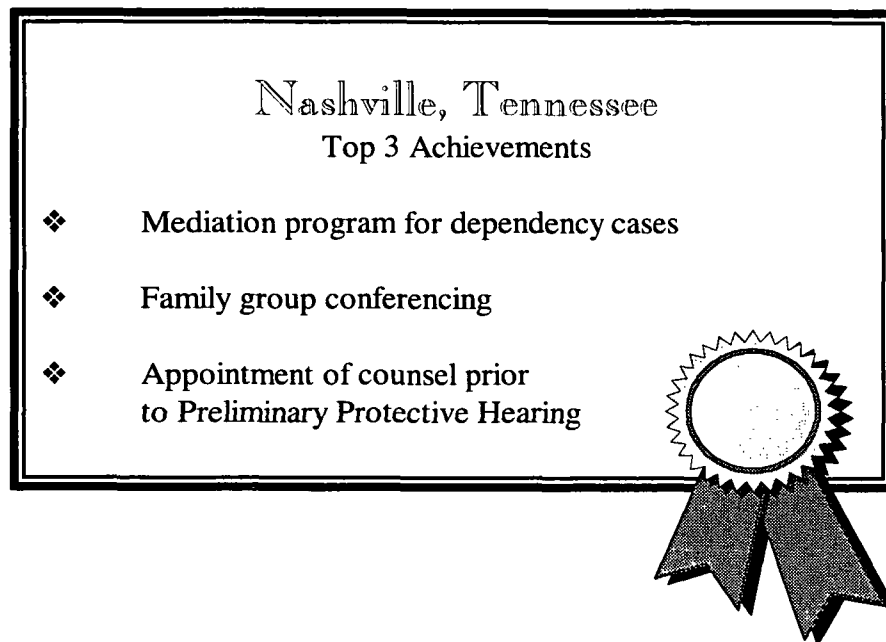 Nashville, Tennessee
Top 3 Achievements
❖ Mediation program for dependency cases
❖ Family group conferencing
❖ Appointment of counsel prior
to Preliminary Protective Hearing